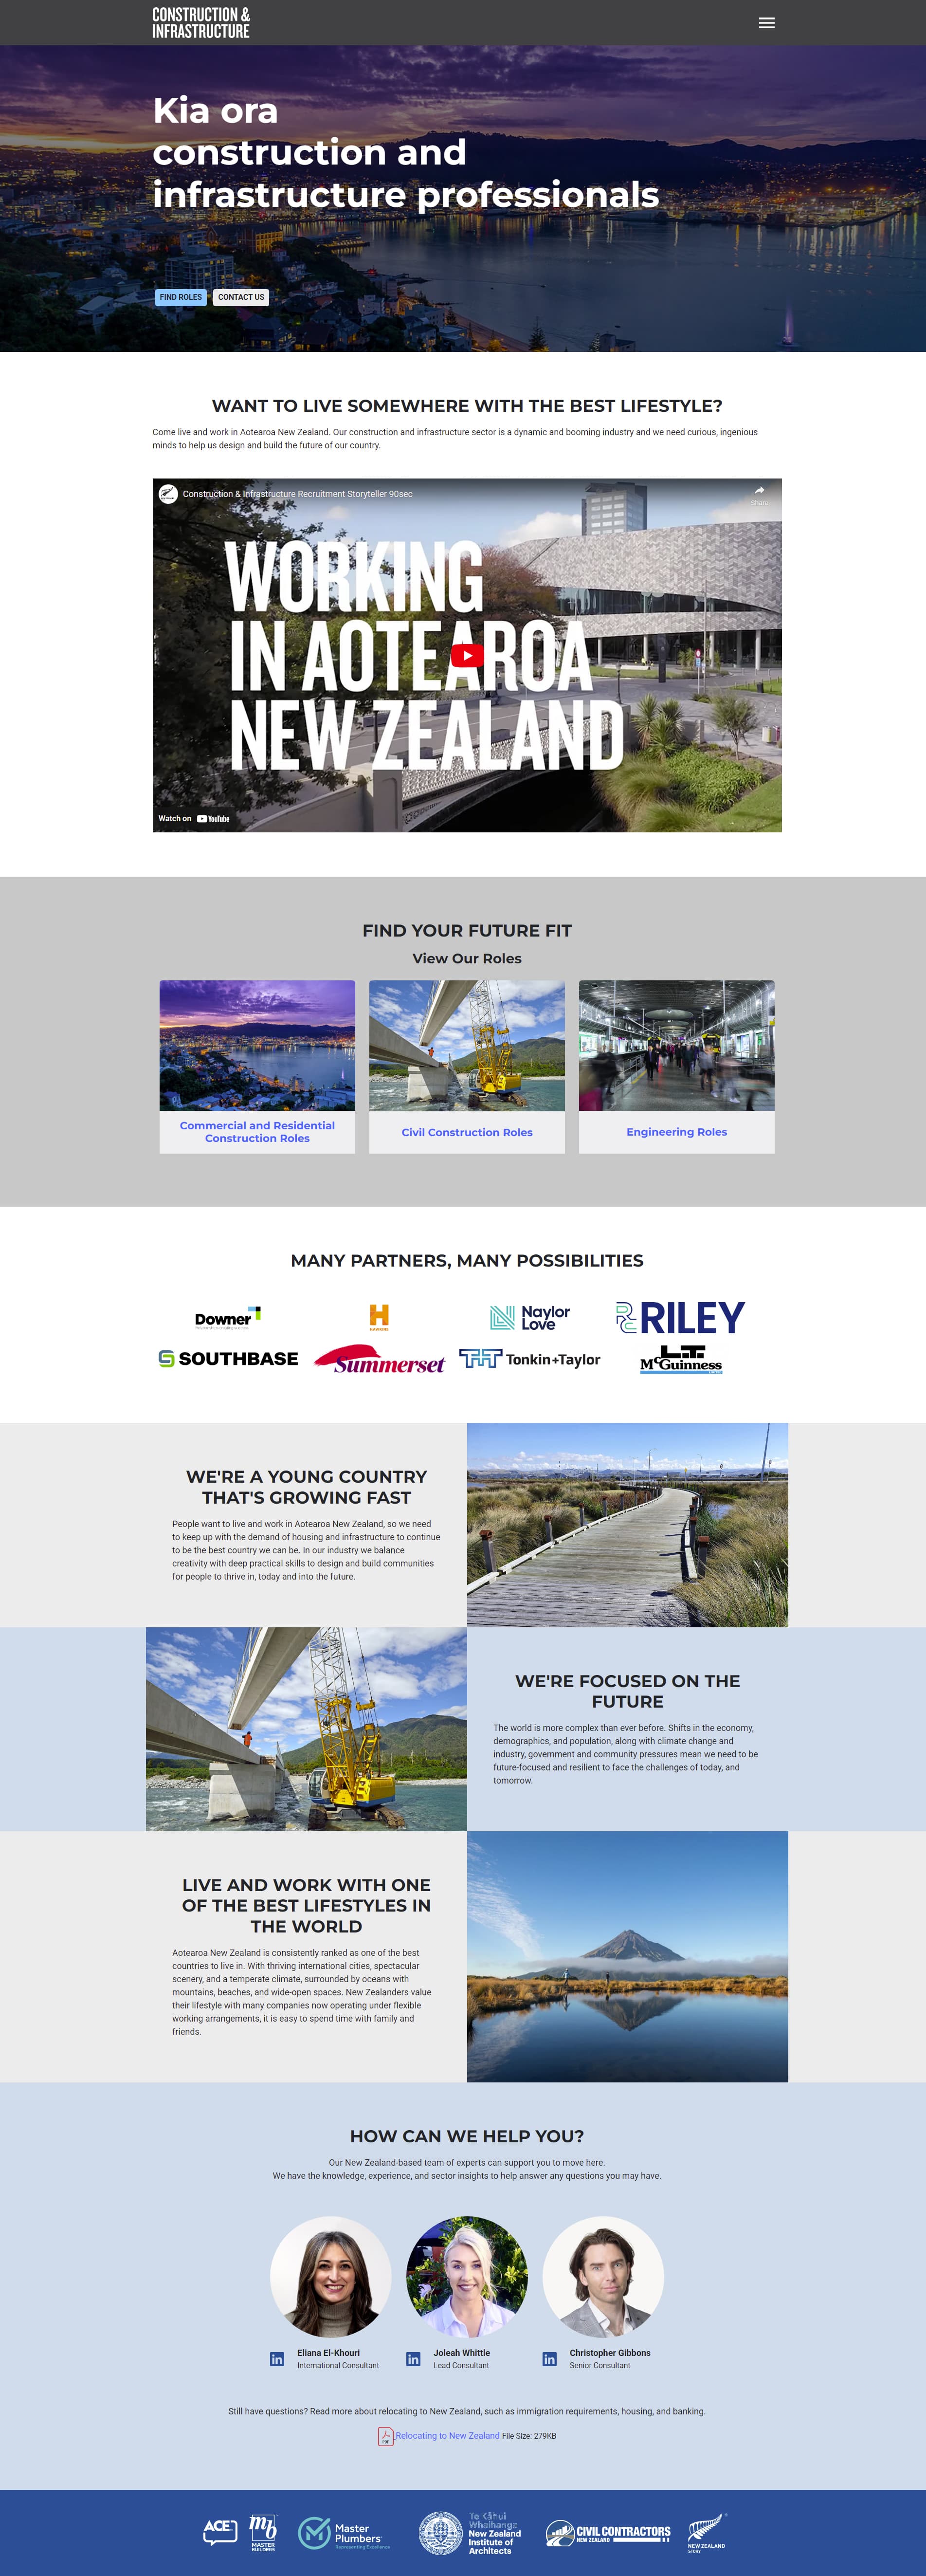 CONSTRUCTION &
INFRASTRUCTURE
Kia ora
construction and
infrastructure professionals
FIND ROLES
CONTACT US
WANT TO LIVE SOMEWHERE WITH THE BEST LIFESTYLE?
Come live and work in Aotearoa New Zealand. Our construction and infrastructure sector is a dynamic and booming industry and we need curious, ingenious
minds to help us design and build the future of our country.
Construction & Infrastructure Recruitment Storyteller 90sec
Share
WORKING
IN AOTEAROA
NEW ZEALAND
Watch on YouTube
FIND YOUR FUTURE FIT
View Our Roles
Commercial and Residential
Construction Roles
Civil Construction Roles
Engineering Roles
MANY PARTNERS, MANY POSSIBILITIES
Downer
H
HAWKINS
Naylor
Love
RILEY
SOUTHBASE
Summerset
Tonkin+Taylor
LT
McGuinness
LIMITED
WE'RE A YOUNG COUNTRY
THAT'S GROWING FAST
People want to live and work in Aotearoa New Zealand, so we need
to keep up with the demand of housing and infrastructure to continue
to be the best country we can be. In our industry we balance
creativity with deep practical skills to design and build communities
for people to thrive in, today and into the future.
WE'RE FOCUSED ON THE
FUTURE
The world is more complex than ever before. Shifts in the economy,
demographics, and population, along with climate change and
industry, government and community pressures mean we need to be
future-focused and resilient to face the challenges of today, and
tomorrow.
LIVE AND WORK WITH ONE
OF THE BEST LIFESTYLES IN
THE WORLD
Aotearoa New Zealand is consistently ranked as one of the best
countries to live in. With thriving international cities, spectacular
scenery, and a temperate climate, surrounded by oceans with
mountains, beaches, and wide-open spaces. New Zealanders value
their lifestyle with many companies now operating under flexible
working arrangements, it is easy to spend time with family and
friends.
HOW CAN WE HELP YOU?
Our New Zealand-based team of experts can support you to move here.
We have the knowledge, experience, and sector insights to help answer any questions you may have.
in
Eliana El-Khouri
International Consultant
in
Joleah Whittle
Lead Consultant
in
Christopher Gibbons
Senior Consultant
Still have questions? Read more about relocating to New Zealand, such as immigration requirements, housing, and banking.
PDF
Relocating to New Zealand File Size: 279KB
ACE
mb
MASTER
BUILDERS
Master
Plumbers
Representing Excellence
Te Kāhui
Whaihanga
New Zealand
Institute of
Architects
CIVIL CONTRACTORS
NEW ZEALAND
NEW ZEALAND
STORY